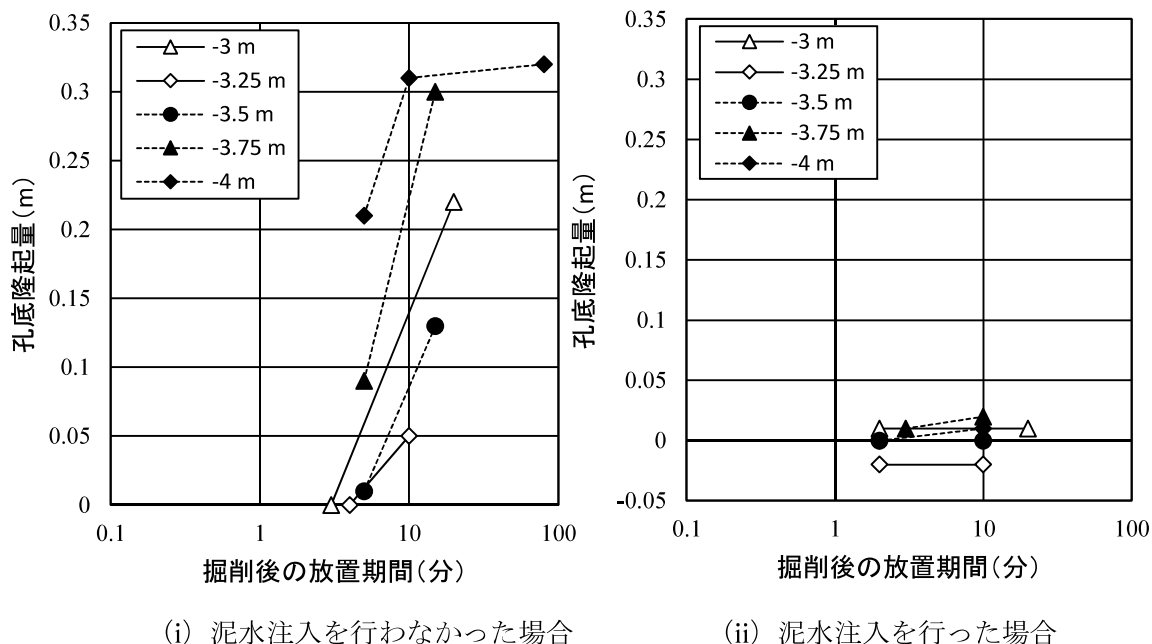 0.35
0.3
0.25
0.2
0.15
0.1
0.05
0
孔底隆起量(m)
-3 m
-3.25 m
-3.5 m
-3.75 m
-4 m
0.1 1 10 100
掘削後の放置期間(分)
(i) 泥水注入を行わなかった場合
0.35
0.3
0.25
0.2
0.15
0.1
0.05
0
-0.05
孔底隆起量(m)
-3 m
-3.25 m
-3.5 m
-3.75 m
-4 m
0.1 1 10 100
掘削後の放置期間(分)
(ii) 泥水注入を行った場合